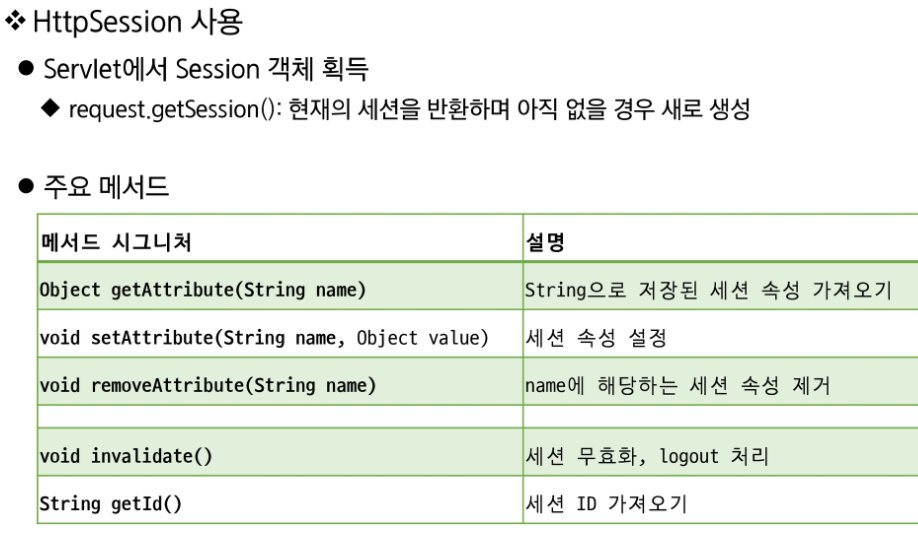 ❖ HttpSession 사용
● Servlet에서 Session 객체 획득
◆ request.getSession(): 현재의 세션을 반환하며 아직 없을 경우 새로 생성
● 주요 메서드
메서드 시그니처 설명
Object getAttribute(String name) String으로 저장된 세션 속성 가져오기
void setAttribute(String name, Object value) 세션 속성 설정
void removeAttribute(String name) name에 해당하는 세션 속성 제거
void invalidate() 세션 무효화, logout 처리
String getId() 세션 ID 가져오기